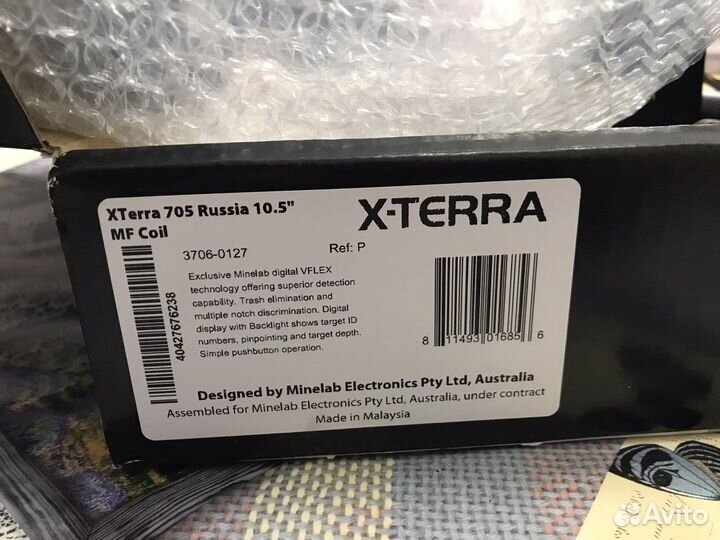 XTerra 705 Russia 10.5"
MF Coil
X-TERRA
3706-0127
Ref: P
Exclusive Minelab digital VFLEX
technology offering superior detection
capability. Trash elimination and
multiple notch discrimination. Digital
display with Backlight shows target ID
numbers, pinpointing and target depth.
Simple pushbutton operation.
40427676238
8 11493 01685 6
Designed by Minelab Electronics Pty Ltd, Australia
Assembled for Minelab Electronics Pty Ltd, Australia, under contract
Made in Malaysia
Avito